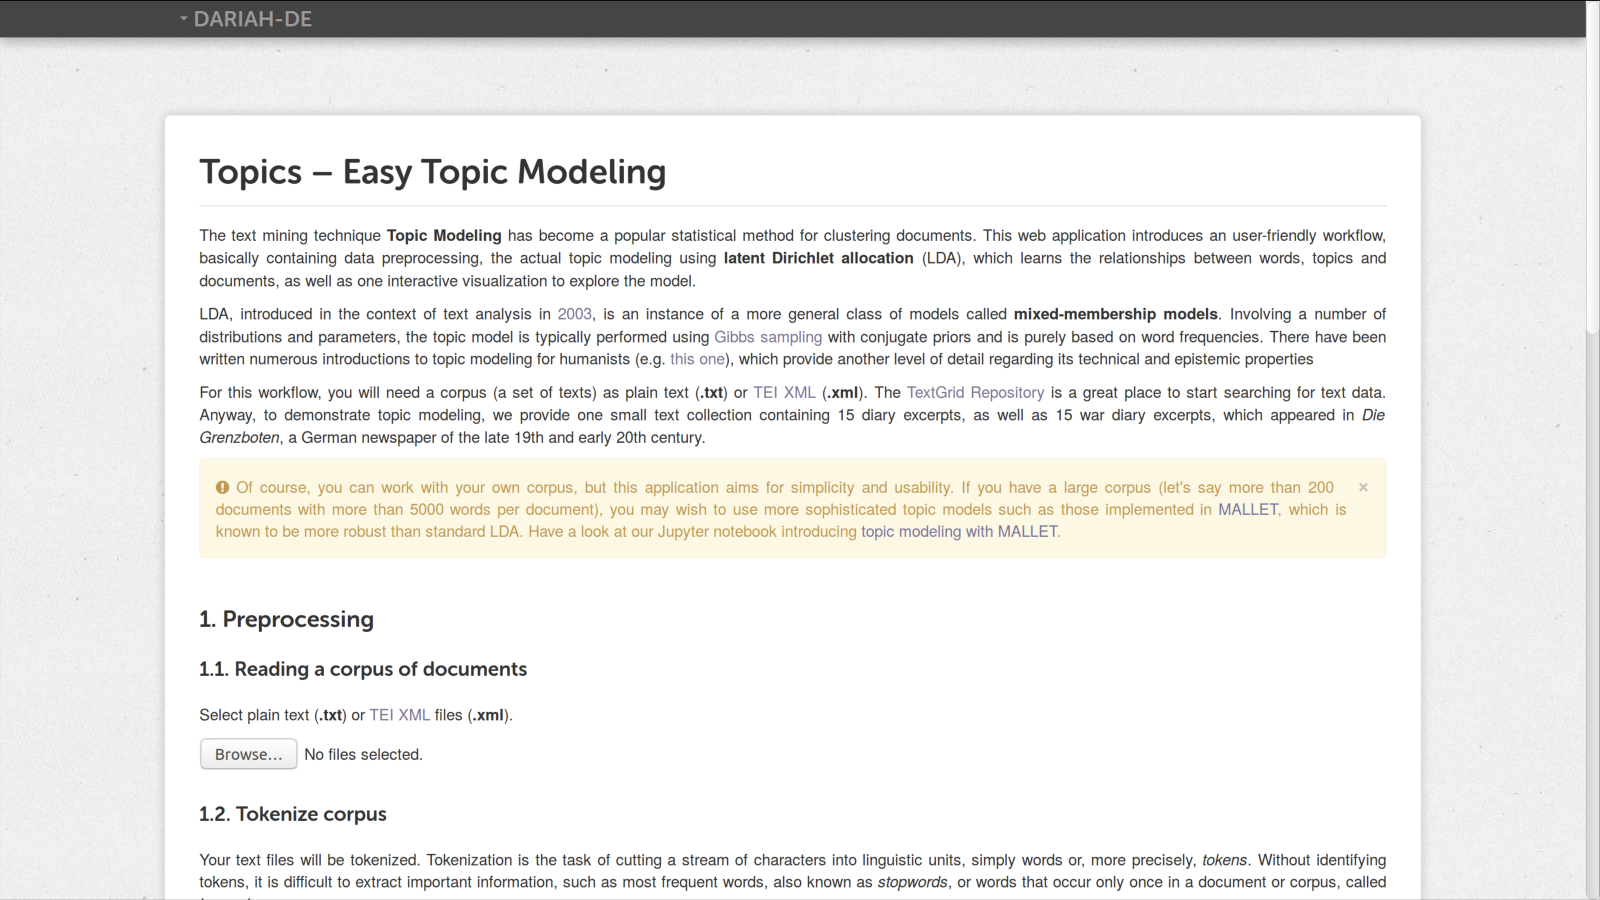 DARIAH-DE
Topics – Easy Topic Modeling
The text mining technique Topic Modeling has become a popular statistical method for clustering documents. This web application introduces an user-friendly workflow,
basically containing data preprocessing, the actual topic modeling using latent Dirichlet allocation (LDA), which learns the relationships between words, topics and
documents, as well as one interactive visualization to explore the model.
LDA, introduced in the context of text analysis in 2003, is an instance of a more general class of models called mixed-membership models. Involving a number of
distributions and parameters, the topic model is typically performed using Gibbs sampling with conjugate priors and is purely based on word frequencies. There have been
written numerous introductions to topic modeling for humanists (e.g. this one), which provide another level of detail regarding its technical and epistemic properties
For this workflow, you will need a corpus (a set of texts) as plain text (.txt) or TEI XML (.xml). The TextGrid Repository is a great place to start searching for text data.
Anyway, to demonstrate topic modeling, we provide one small text collection containing 15 diary excerpts, as well as 15 war diary excerpts, which appeared in Die
Grenzboten, a German newspaper of the late 19th and early 20th century.
Of course, you can work with your own corpus, but this application aims for simplicity and usability. If you have a large corpus (let's say more than 200
documents with more than 5000 words per document), you may wish to use more sophisticated topic models such as those implemented in MALLET, which is
known to be more robust than standard LDA. Have a look at our Jupyter notebook introducing topic modeling with MALLET.
1. Preprocessing
1.1. Reading a corpus of documents
Select plain text (.txt) or TEI XML files (.xml).
Browse... No files selected.
1.2. Tokenize corpus
Your text files will be tokenized. Tokenization is the task of cutting a stream of characters into linguistic units, simply words or, more precisely, tokens. Without identifying
tokens, it is difficult to extract important information, such as most frequent words, also known as stopwords, or words that occur only once in a document or corpus, called